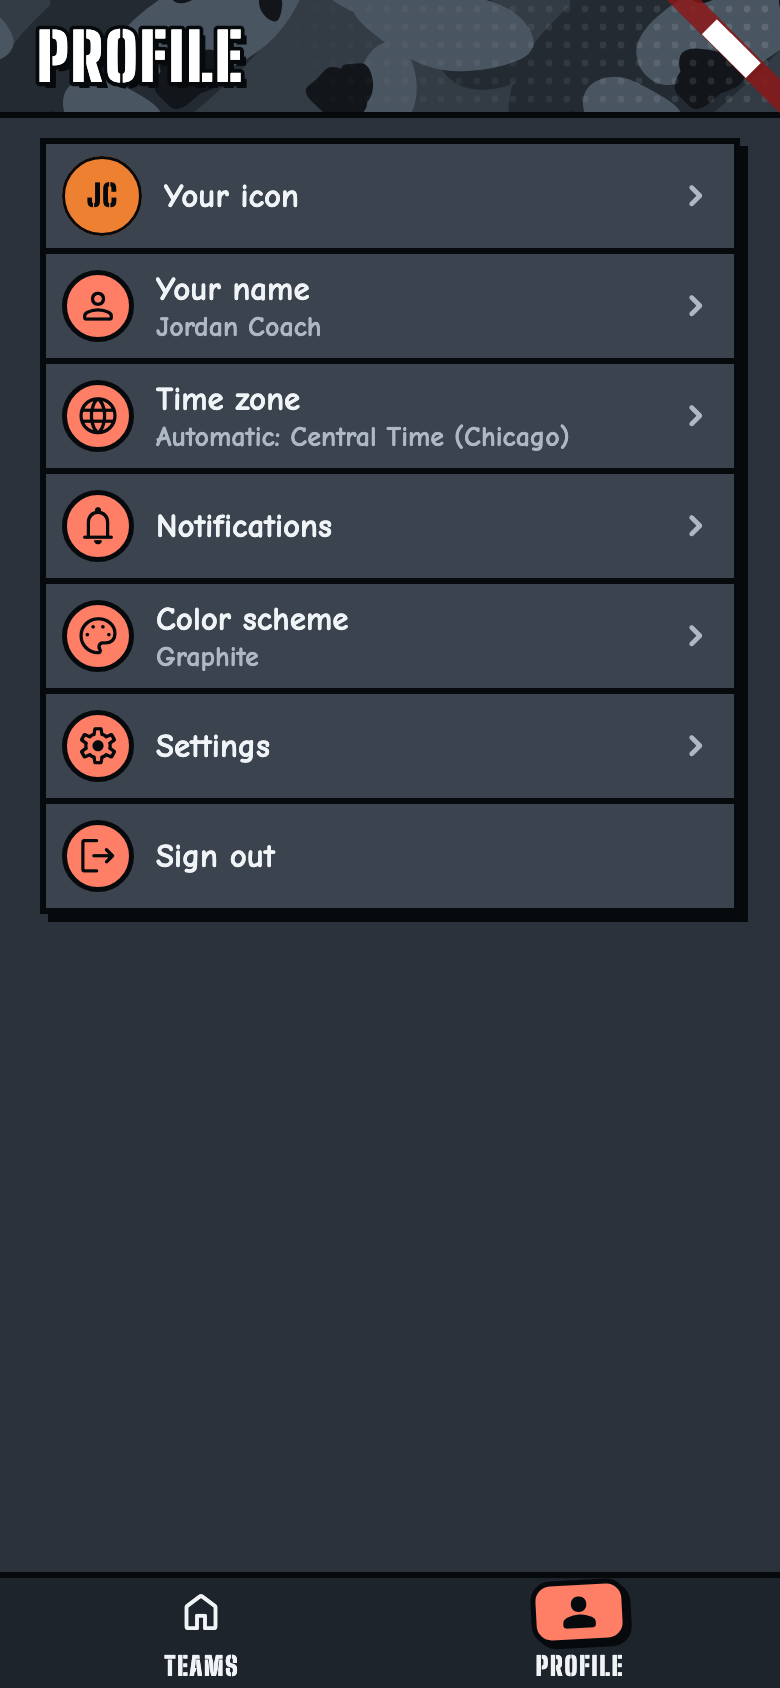 PROFILE
JC
Your icon
Your name
Jordan Coach
Time zone
Automatic: Central Time (Chicago)
Notifications
Color scheme
Graphite
Settings
Sign out
TEAMS
PROFILE